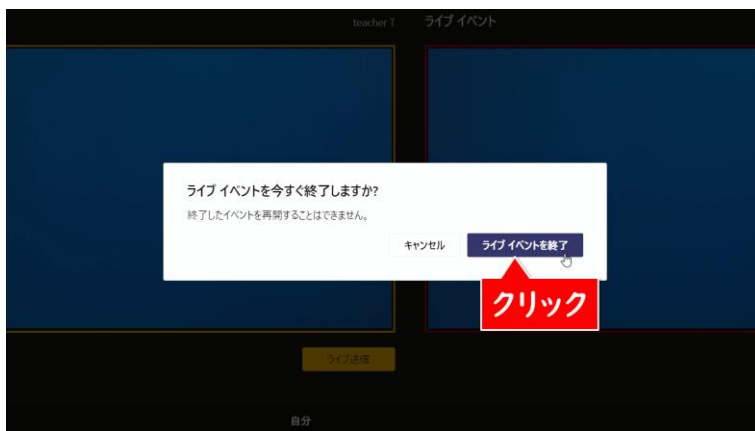 teacher T
ライブ イベント
ライブ イベントを今すぐ終了しますか?
終了したイベントを再開することはできません。
キャンセル
ライブ イベントを終了
クリック
ライブ送信
自分